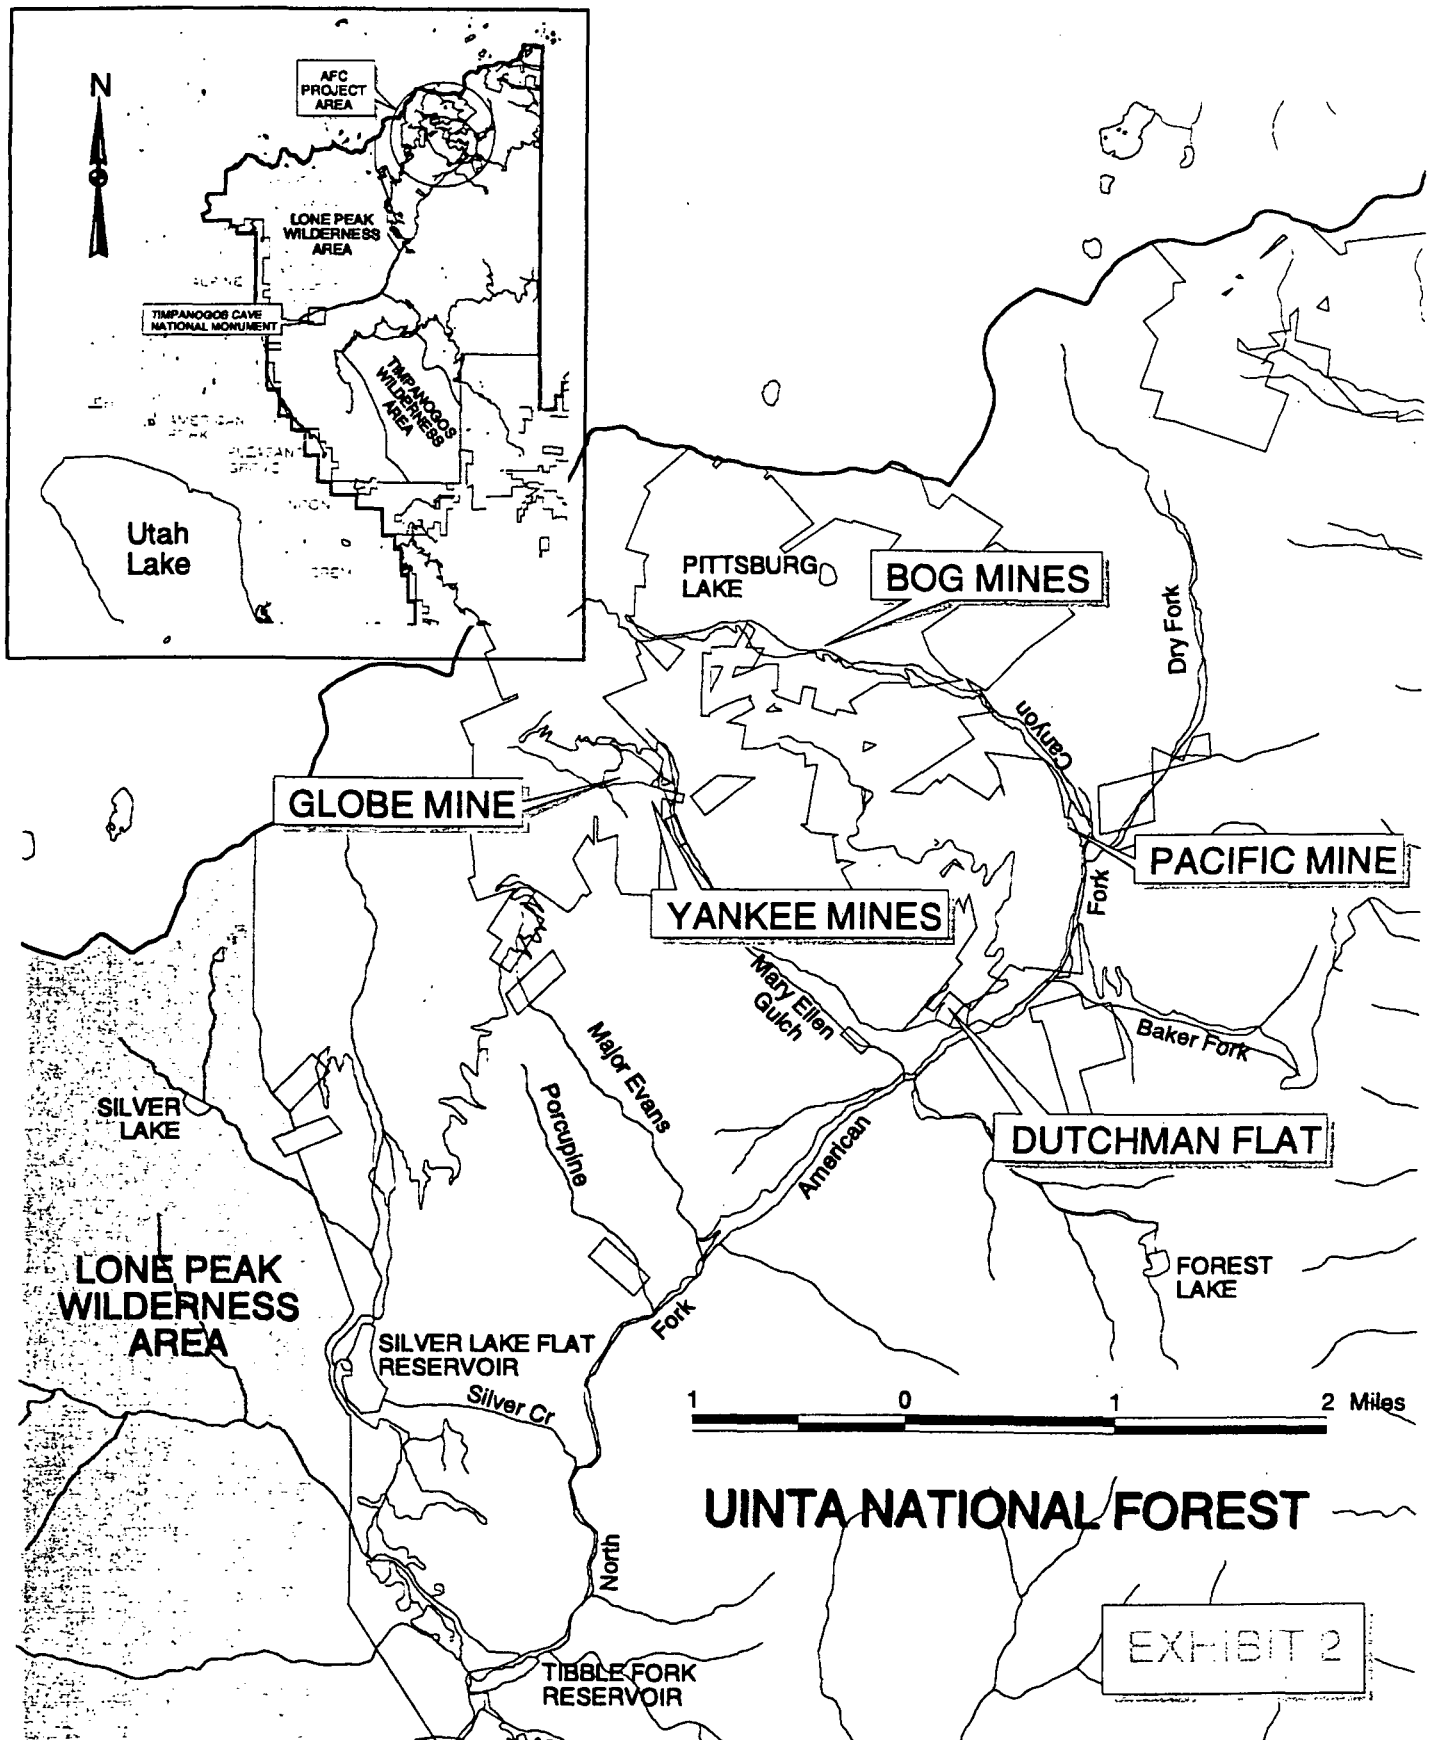 N
AFC
PROJECT
AREA
LONE PEAK
WILDERNESS
AREA
ALPINE
TIMPANOGOS CAVE
NATIONAL MONUMENT
TIMPANOGOS
WILDERNESS
AREA
PLEASANT
Utah
Lake
PITTSBURG
LAKE
BOG MINES
Dry Fork
Canyon
GLOBE MINE
PACIFIC MINE
Fork
YANKEE MINES
Mary Ellen
Gulch
Baker Fork
Major Evans
Porcupine
SILVER
LAKE
DUTCHMAN FLAT
American
LONE PEAK
WILDERNESS
AREA
FOREST
LAKE
Fork
SILVER LAKE FLAT
RESERVOIR
Silver Cr
1 0 1 2 Miles
UINTA NATIONAL FOREST
North
EXHIBIT 2
TIBBLE FORK
RESERVOIR